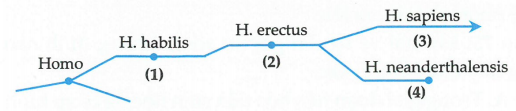 H. sapiens
H. erectus
(3)
H. habilis
Homo
(2)
H. neanderthalensis
(1)
(4)